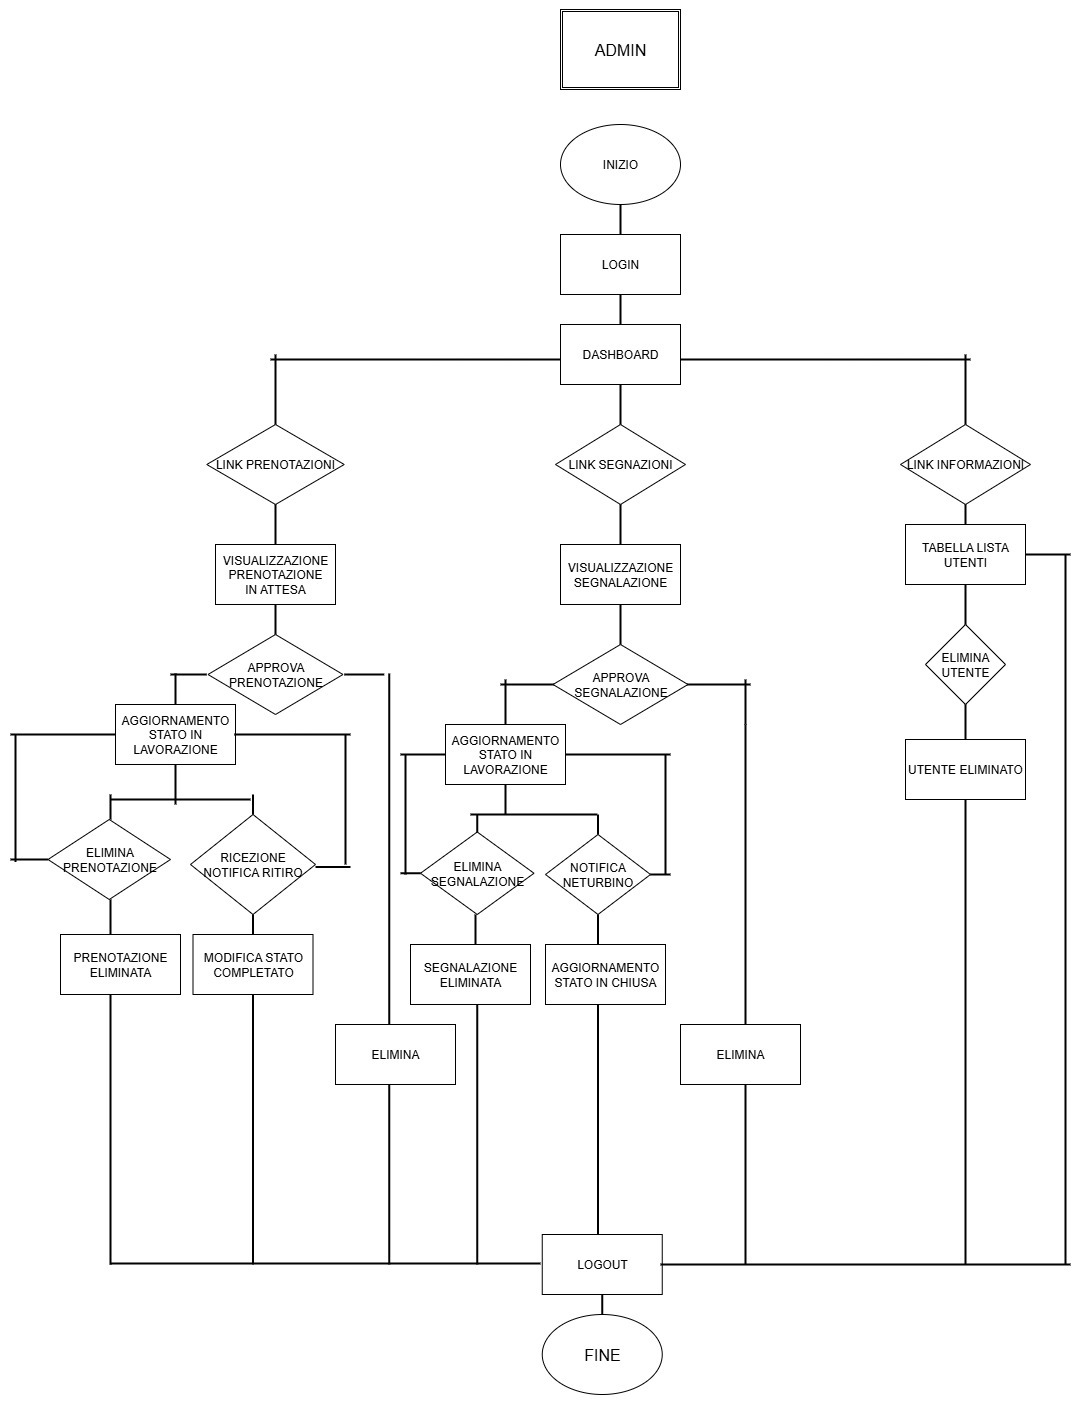 ADMIN
INIZIO
LOGIN
DASHBOARD
LINK PRENOTAZIONI
LINK SEGNAZIONI
LINK INFORMAZIONI
VISUALIZZAZIONE
PRENOTAZIONE
IN ATTESA
VISUALIZZAZIONE
SEGNALAZIONE
TABELLA LISTA
UTENTI
APPROVA
PRENOTAZIONE
APPROVA
SEGNALAZIONE
ELIMINA
UTENTE
AGGIORNAMENTO
STATO IN
LAVORAZIONE
AGGIORNAMENTO
STATO IN
LAVORAZIONE
UTENTE ELIMINATO
ELIMINA
PRENOTAZIONE
RICEZIONE
NOTIFICA RITIRO
ELIMINA
SEGNALAZIONE
NOTIFICA
NETURBINO
PRENOTAZIONE
ELIMINATA
MODIFICA STATO
COMPLETATO
SEGNALAZIONE
ELIMINATA
AGGIORNAMENTO
STATO IN CHIUSA
ELIMINA
ELIMINA
LOGOUT
FINE